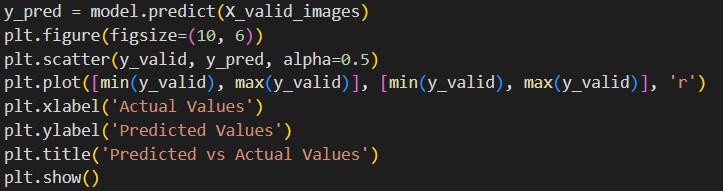 y_pred = model.predict(X_valid_images)
plt.figure(figsize=(10, 6))
plt.scatter(y_valid, y_pred, alpha=0.5)
plt.plot([min(y_valid), max(y_valid)], [min(y_valid), max(y_valid)], 'r')
plt.xlabel('Actual Values')
plt.ylabel('Predicted Values')
plt.title('Predicted vs Actual Values')
plt.show()